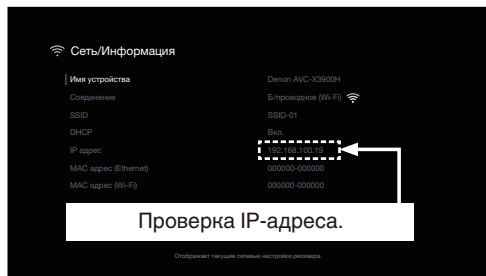 Сеть/Информация
Имя устройства Denon AVC-X3900H
Соединение Б/проводное (Wi-Fi)
SSID SSID-01
DHCP Вкл.
IP адрес 192.168.100.19
MAC адрес (Ethernet) 000000-000000
MAC адрес (Wi-Fi) 000000-000000
Проверка IP-адреса.
Отображает текущие сетевые настройки ресивера.